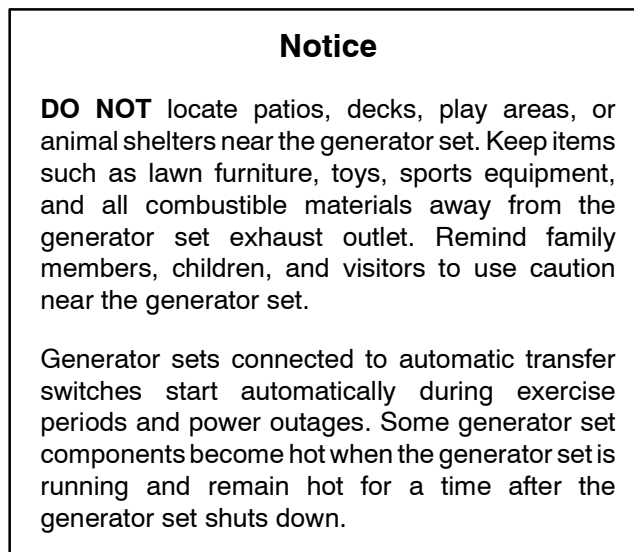 Notice
DO NOT locate patios, decks, play areas, or
animal shelters near the generator set. Keep items
such as lawn furniture, toys, sports equipment,
and all combustible materials away from the
generator set exhaust outlet. Remind family
members, children, and visitors to use caution
near the generator set.
Generator sets connected to automatic transfer
switches start automatically during exercise
periods and power outages. Some generator set
components become hot when the generator set is
running and remain hot for a time after the
generator set shuts down.